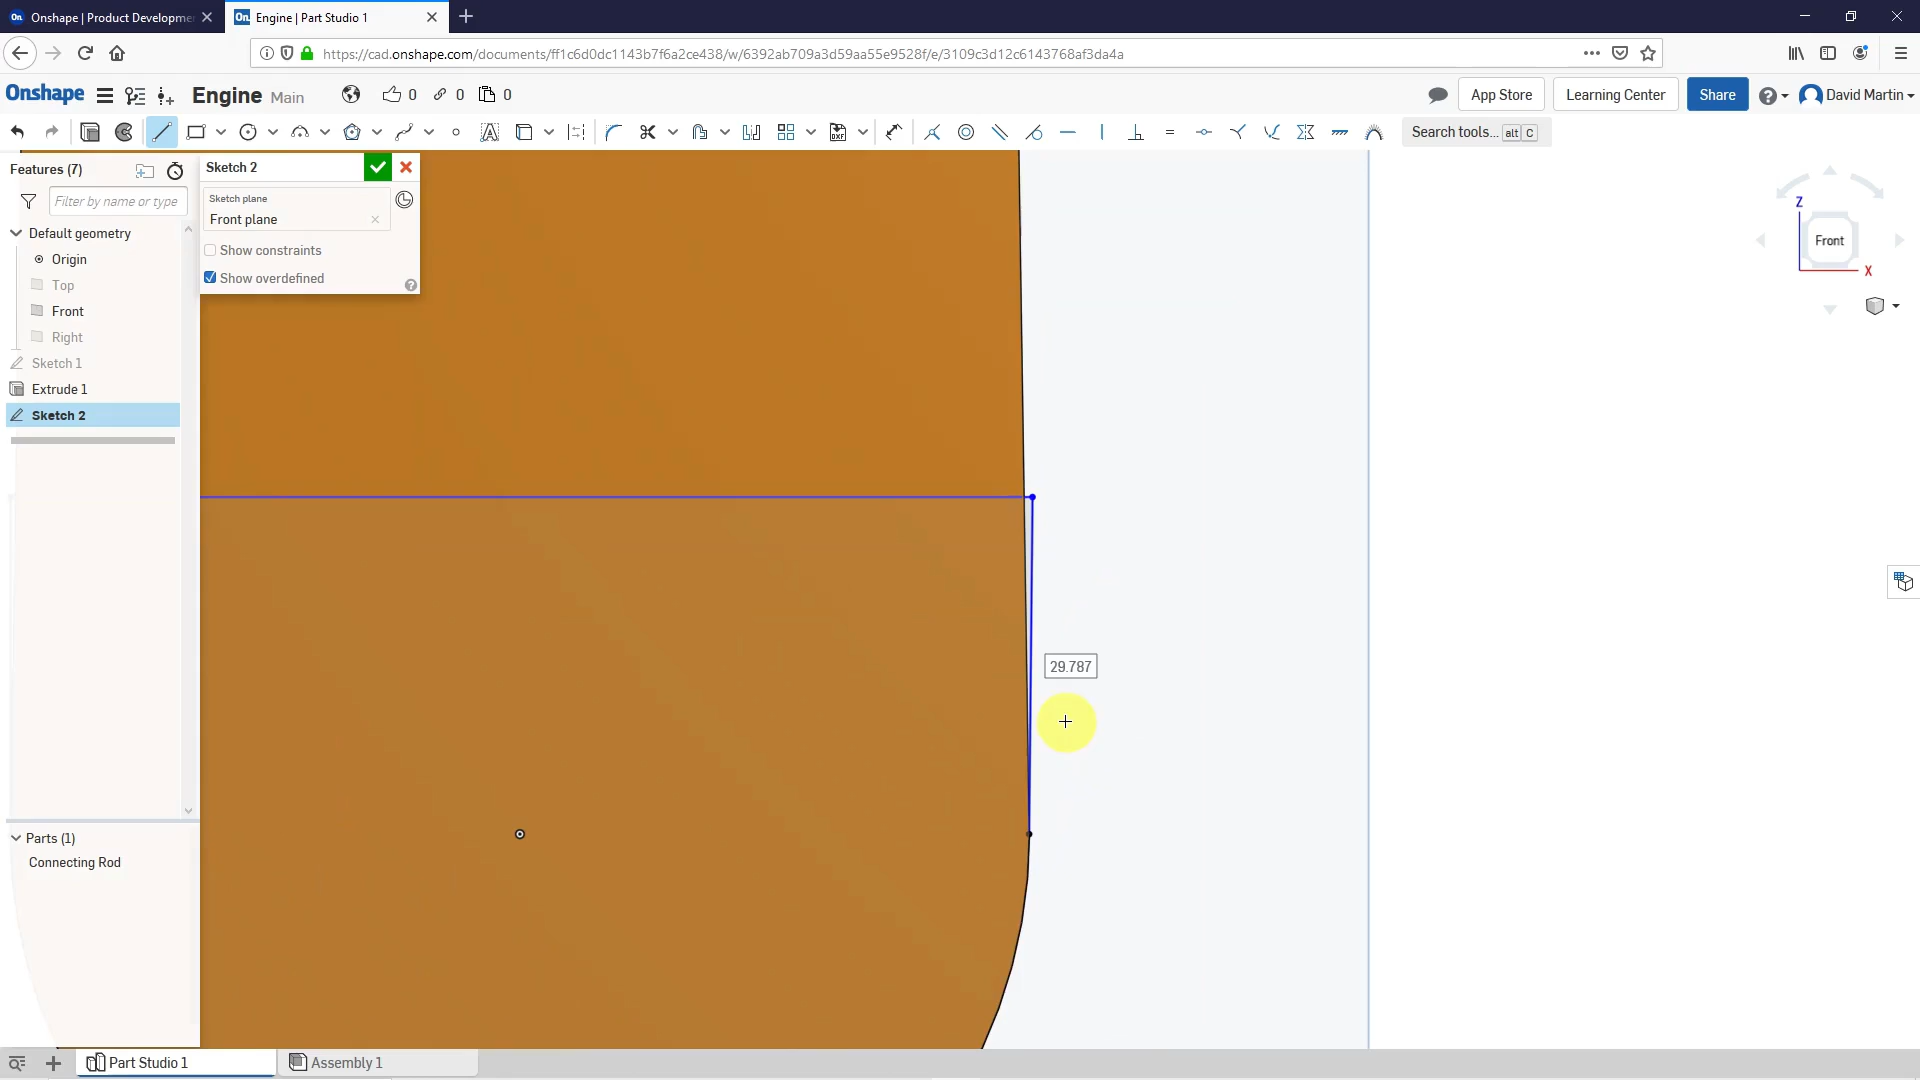 Onshape | Product Developme
Engine | Part Studio 1
https://cad.onshape.com/documents/ff1c6d0dc1143b7f6a2ce438/w/6392ab709a3d59aa55e9528f/e/3109c3d12c6143768af3da4a
Onshape
Engine Main
0
0
0
App Store
Learning Center
Share
David Martin
Search tools... alt C
Features (7)
Filter by name or type
Default geometry
Origin
Top
Front
Right
Sketch 1
Extrude 1
Sketch 2
Sketch 2
Sketch plane
Front plane
Show constraints
Show overdefined
Z
Front
X
29.787
Parts (1)
Connecting Rod
Part Studio 1
Assembly 1